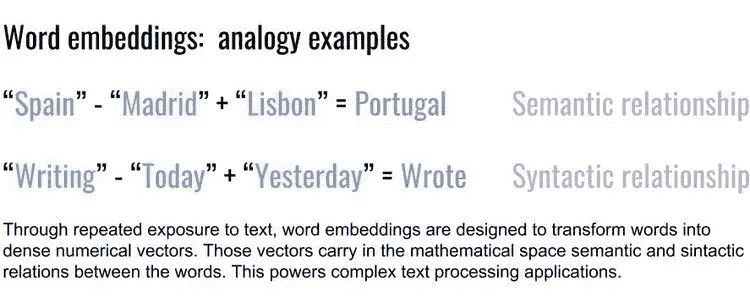 Word embeddings: analogy examples
“Spain” - “Madrid” + “Lisbon” = Portugal Semantic relationship
“Writing” - “Today” + “Yesterday” = Wrote Syntactic relationship
Through repeated exposure to text, word embeddings are designed to transform words into
dense numerical vectors. Those vectors carry in the mathematical space semantic and sintactic
relations between the words. This powers complex text processing applications.